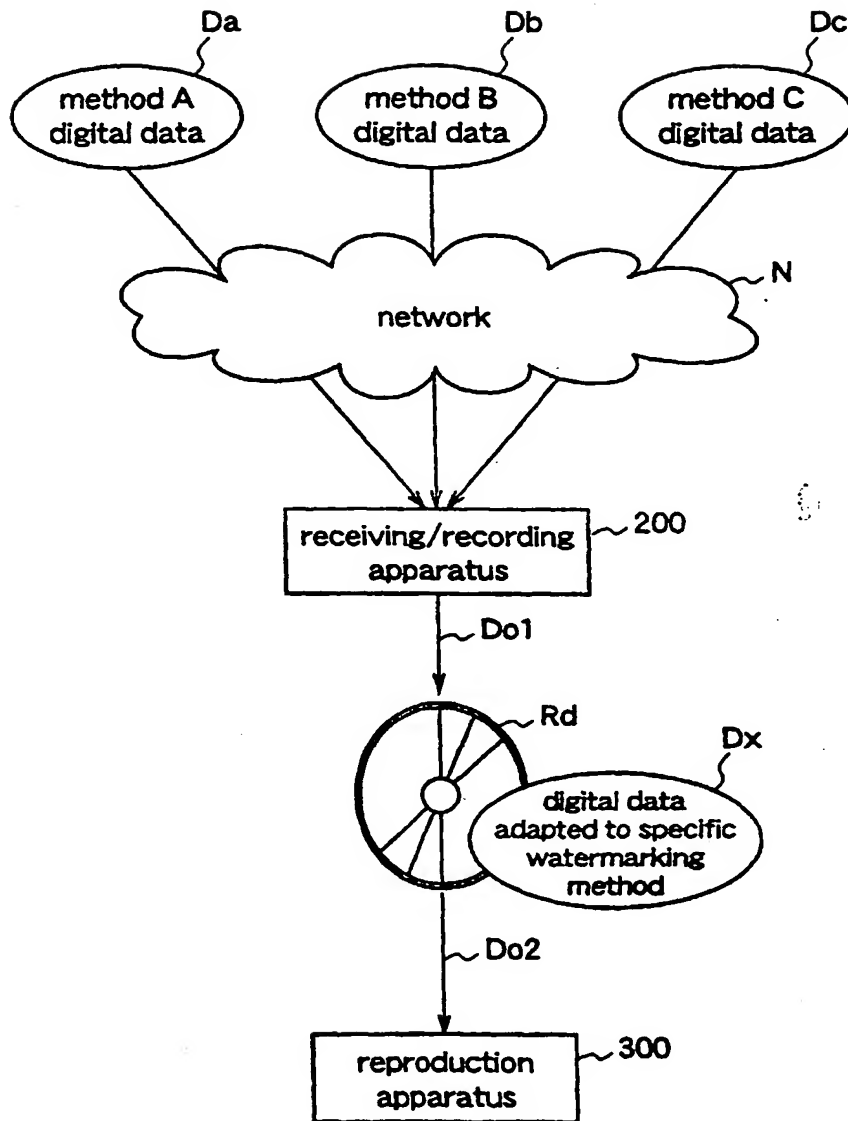 Da
Db
Dc
method A
digital data
method B
digital data
method C
digital data
N
network
receiving/recording
apparatus
200
Do1
Rd
Dx
digital data
adapted to specific
watermarking
method
Do2
reproduction
apparatus
300